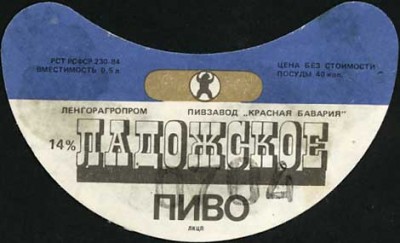 РСТ РСФСР 230-84
ВМЕСТИМОСТЬ 0,5 л.
ЦЕНА БЕЗ СТОИМОСТИ
ПОСУДЫ 40 коп.
ЛЕНГОРАГРОПРОМ
ПИВЗАВОД „КРАСНАЯ БАВАРИЯ"
14% ЛАДОЖСКОЕ
ПИВО